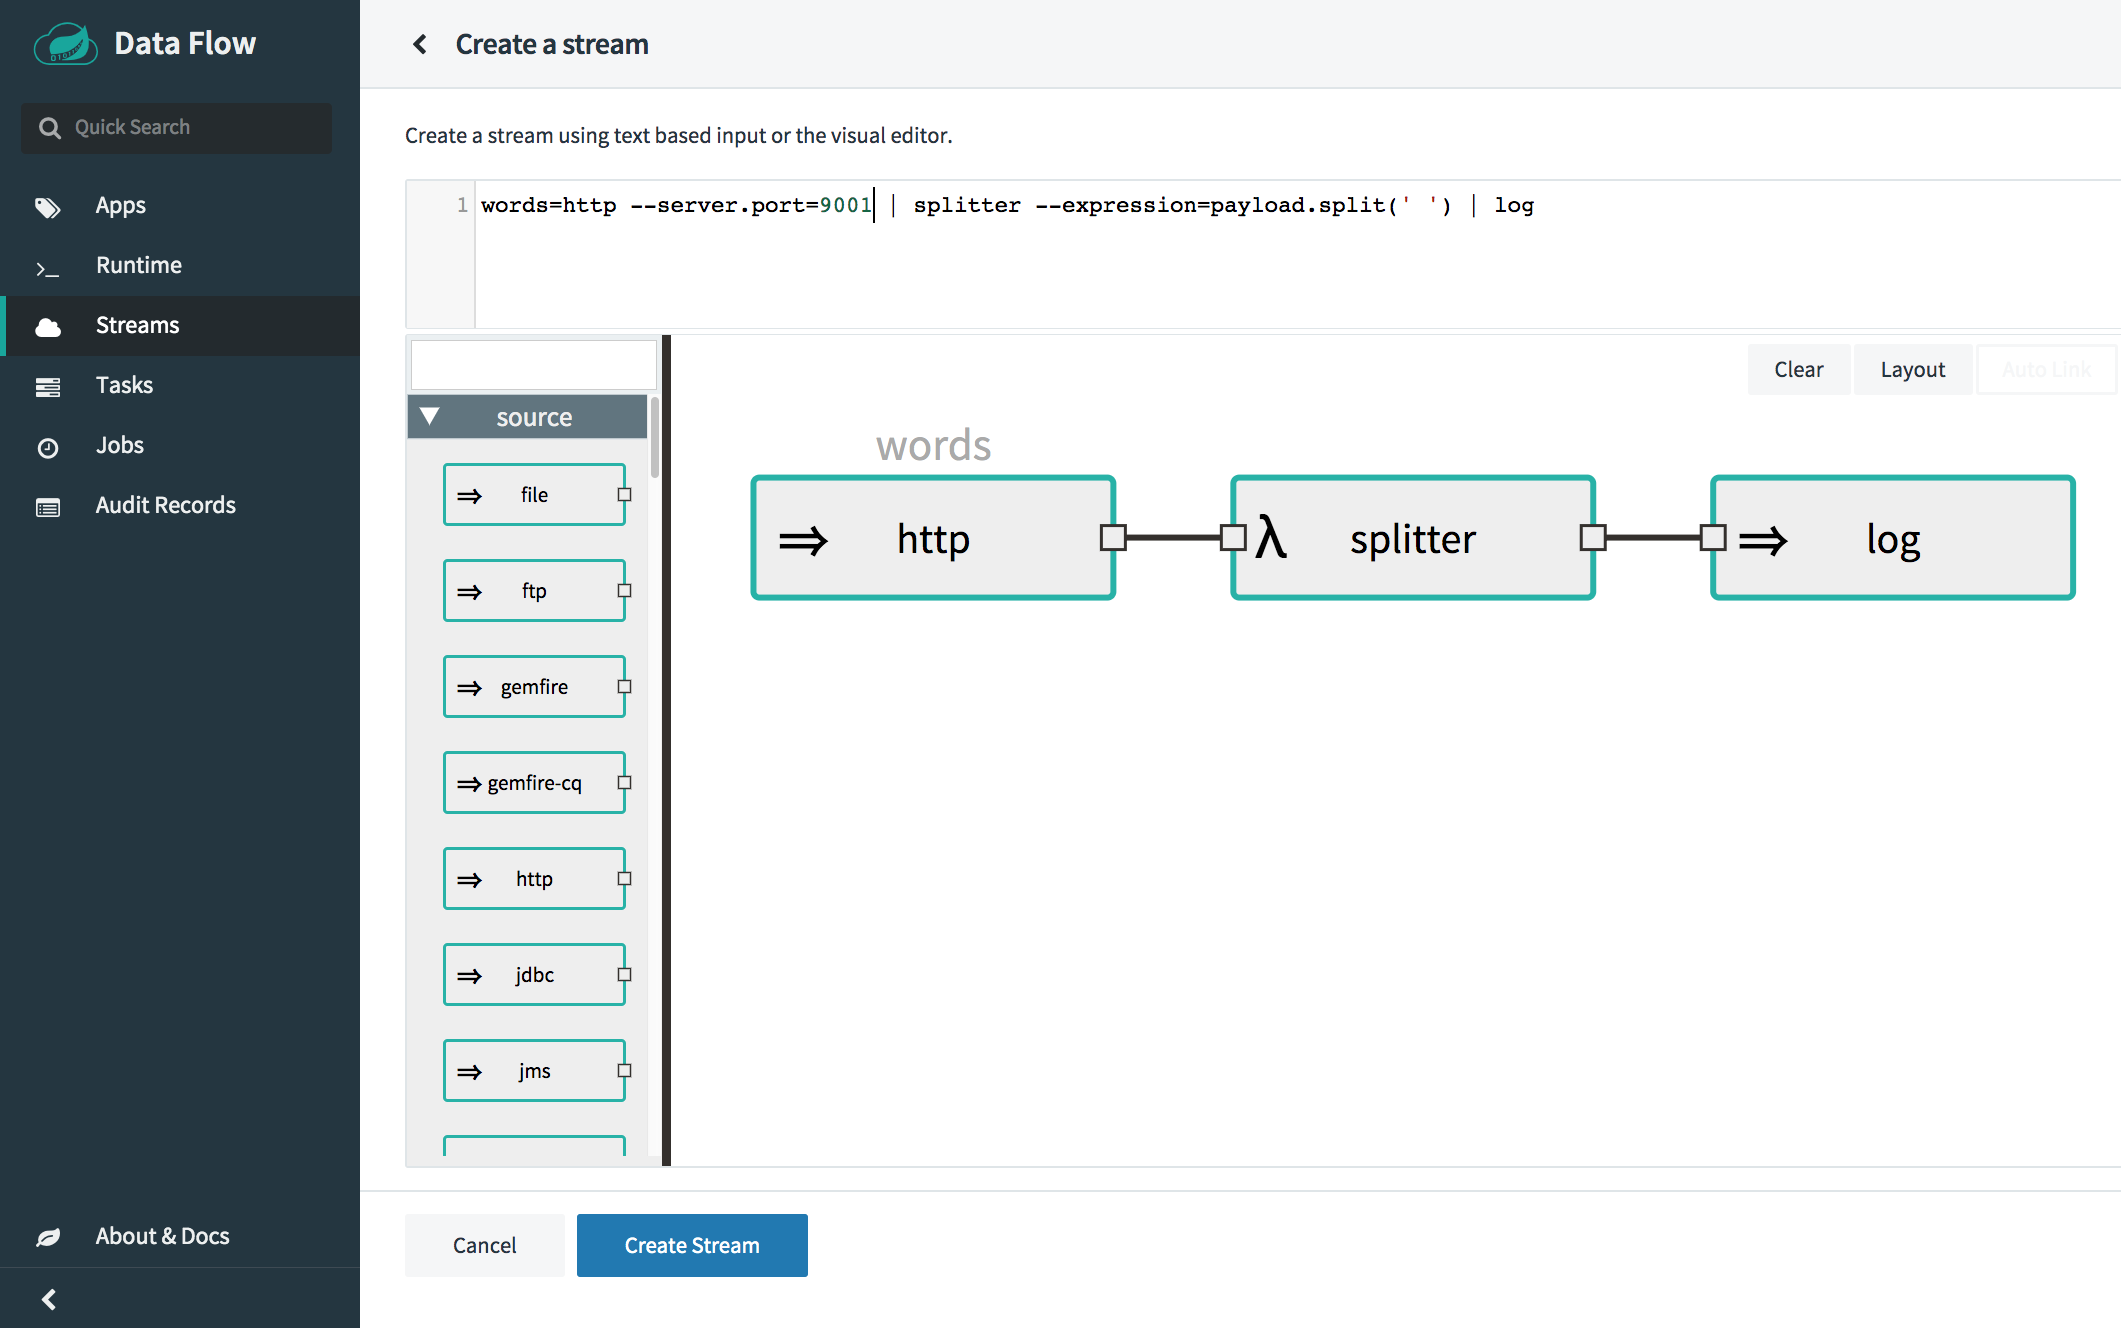 Data Flow
Quick Search
Apps
Runtime
Streams
Tasks
Jobs
Audit Records
About & Docs
Create a stream
Create a stream using text based input or the visual editor.
1 words=http --server.port=9001 | splitter --expression=payload.split(' ') | log
Clear Layout Auto Link
source
file
ftp
gemfire
gemfire-cq
http
jdbc
jms
words
http λ splitter log
Cancel Create Stream